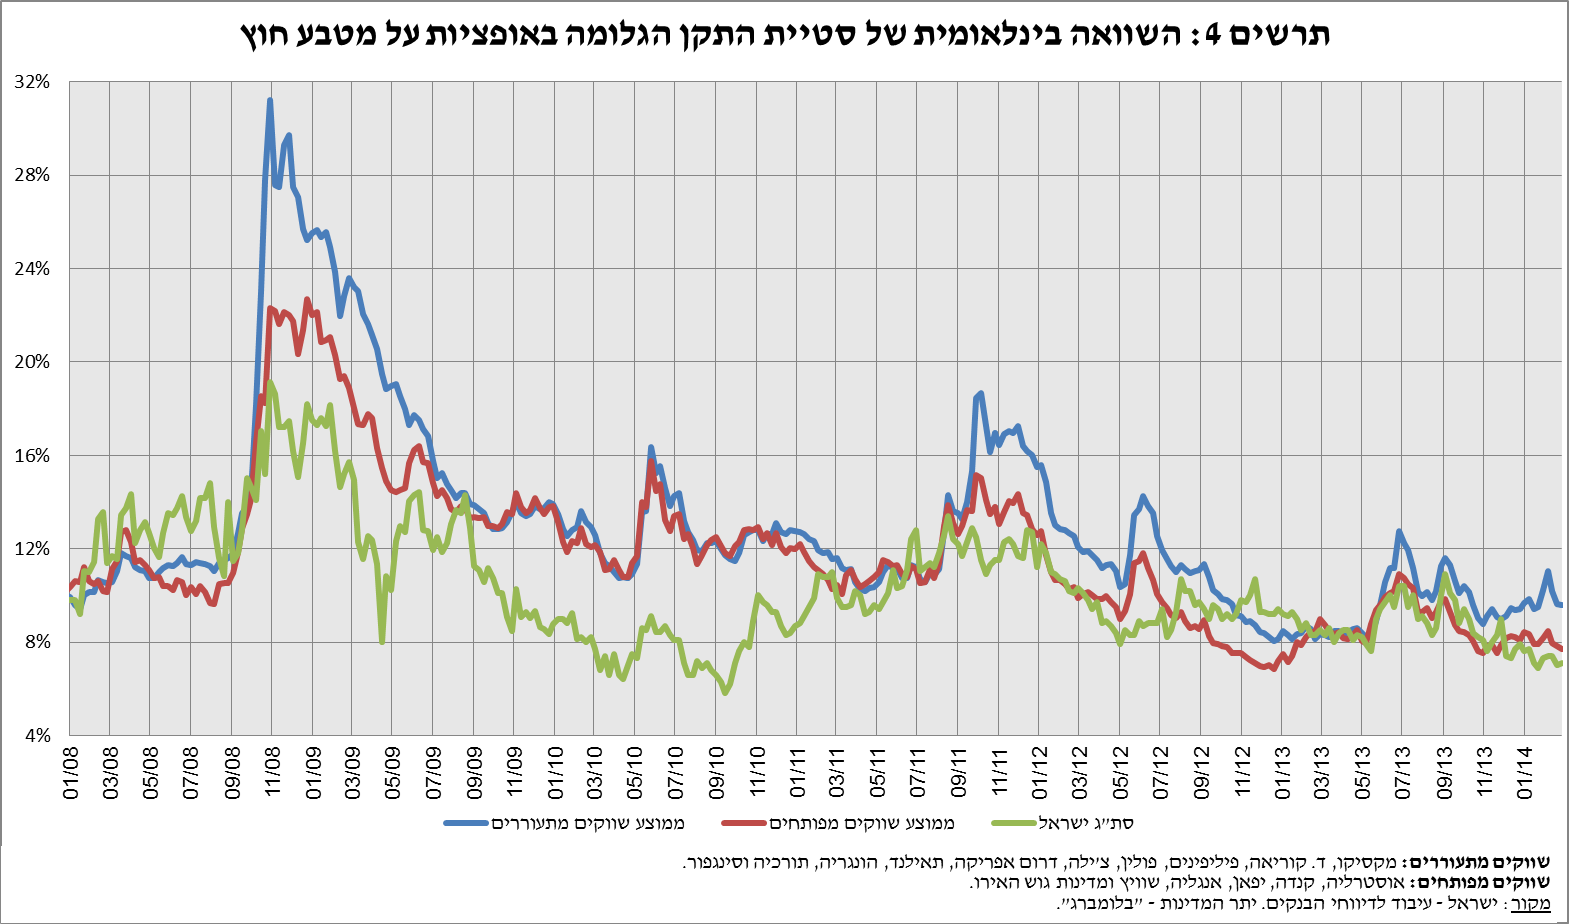 תרשים 4: השוואה בינלאומית של סטיית התקן הגלומה באופציות על מטבע חוץ
32%
28%
24%
20%
16%
12%
8%
4%
01/08 03/08 05/08 07/08 09/08 11/08 01/09 03/09 05/09 07/09 09/09 11/09 01/10 03/10 05/10 07/10 09/10 11/10 01/11 03/11 05/11 07/11 09/11 11/11 01/12 03/12 05/12 07/12 09/12 11/12 01/13 03/13 05/13 07/13 09/13 11/13 01/14
סת"ג ישראל
ממוצע שווקים מפותחים
ממוצע שווקים מתעוררים
שווקים מתעוררים: מקסיקו, ד. קוריאה, פיליפינים, פולין, צ'ילה, דרום אפריקה, תאילנד, הונגריה, תורכיה וסינגפור.
שווקים מפותחים: אוסטרליה, קנדה, יפאן, אנגליה, שוויץ ומדינות גוש האירו.
מקור: ישראל - עיבוד לדיווחי הבנקים. יתר המדינות - "בלומברג".